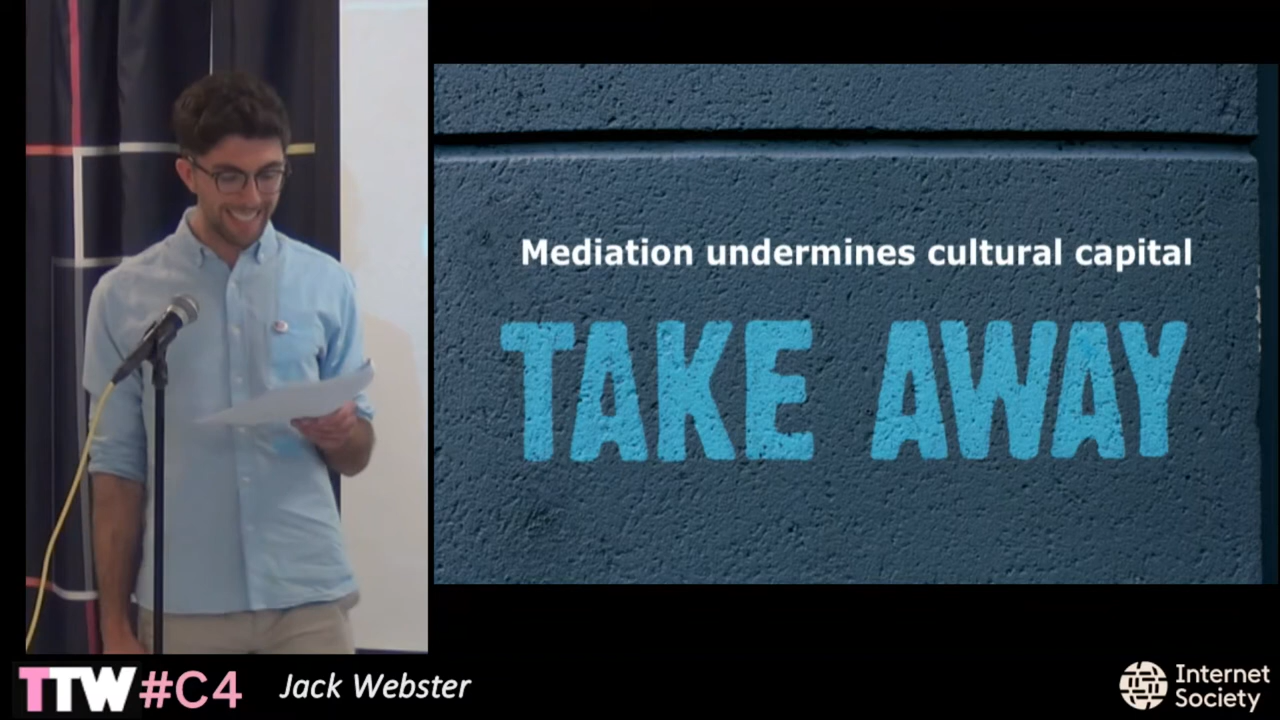 Mediation undermines cultural capital
TAKE AWAY
TTW #C4 Jack Webster
Internet
Society